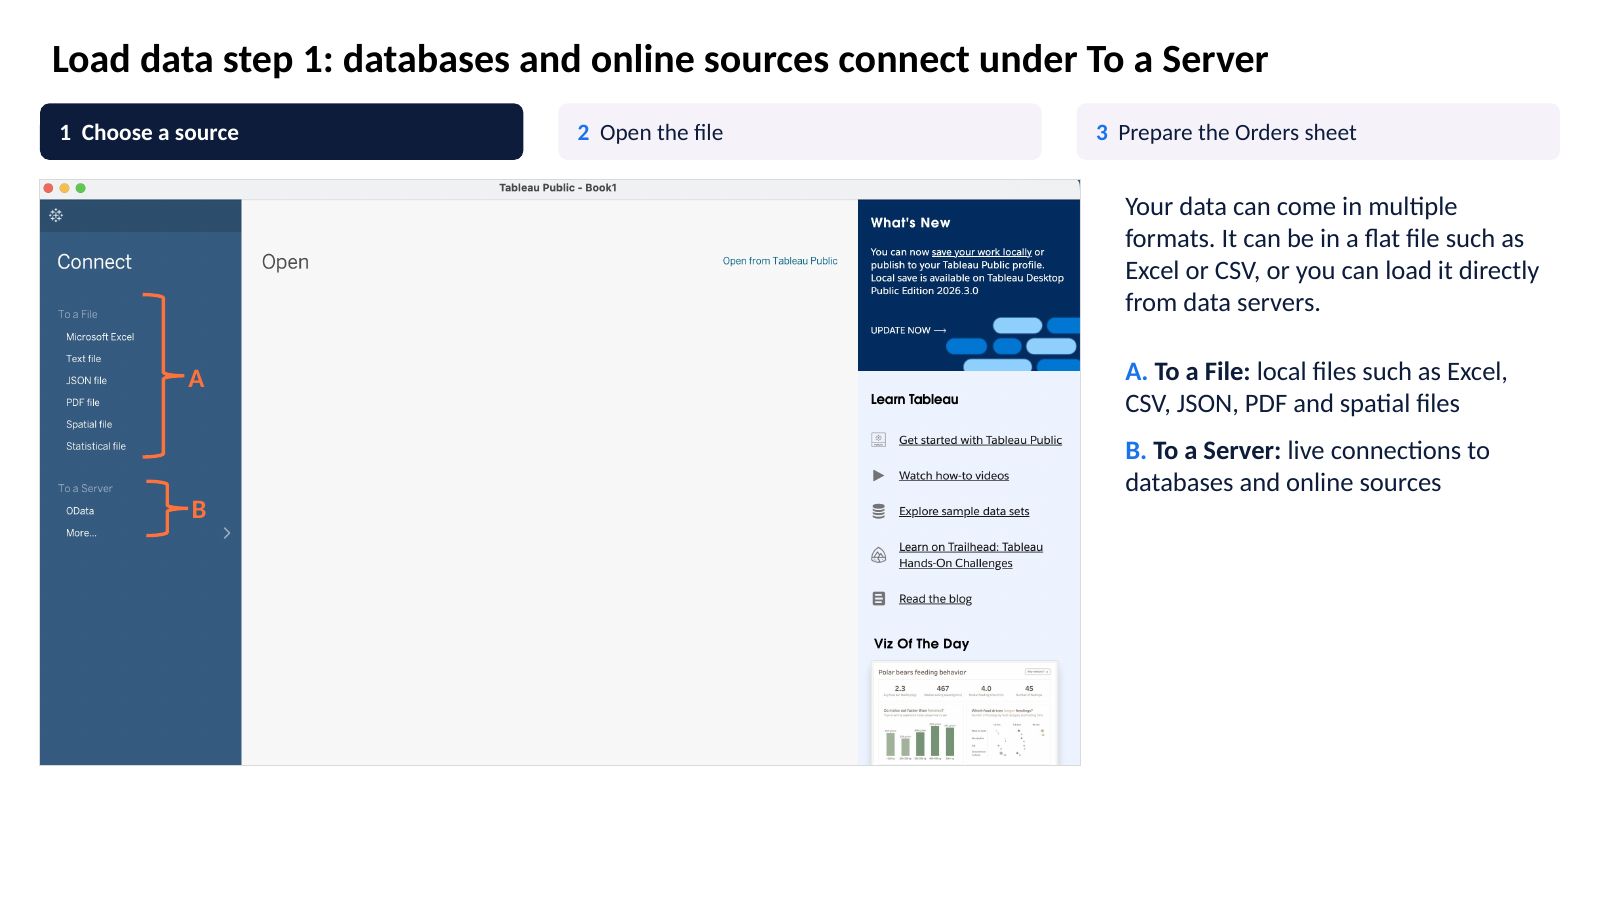 Load data step 1: databases and online sources connect under To a Server
1 Choose a source
2 Open the file
3 Prepare the Orders sheet
Tableau Public - Book1
Connect
To a File
Microsoft Excel
Text file
JSON file
PDF file
Spatial file
Statistical file
A
To a Server
OData
More...
B
Open
Open from Tableau Public
What's New
You can now save your work locally or
publish to your Tableau Public profile.
Local save is available on Tableau Desktop
Public Edition 2026.3.0
UPDATE NOW →
Learn Tableau
Get started with Tableau Public
Watch how-to videos
Explore sample data sets
Learn on Trailhead: Tableau
Hands-On Challenges
Read the blog
Viz Of The Day
Polar bears feeding behavior
2.3
467
4.0
45
Your data can come in multiple
formats. It can be in a flat file such as
Excel or CSV, or you can load it directly
from data servers.
A. To a File: local files such as Excel,
CSV, JSON, PDF and spatial files
B. To a Server: live connections to
databases and online sources